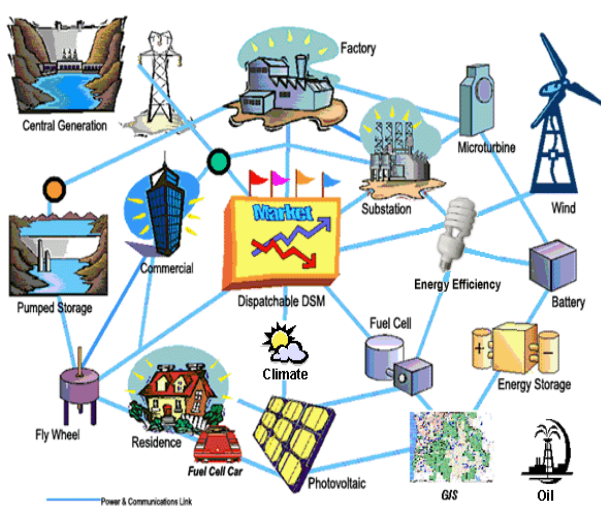 Factory
Central Generation
Microturbine
Market
Substation
Wind
Commercial
Energy Efficiency
Pumped Storage
Dispatchable DSM
Battery
Fuel Cell
Climate
Energy Storage
+
−
Fly Wheel
Residence
Fuel Cell Car
Photovoltaic
GIS
Oil
Power & Communications Link